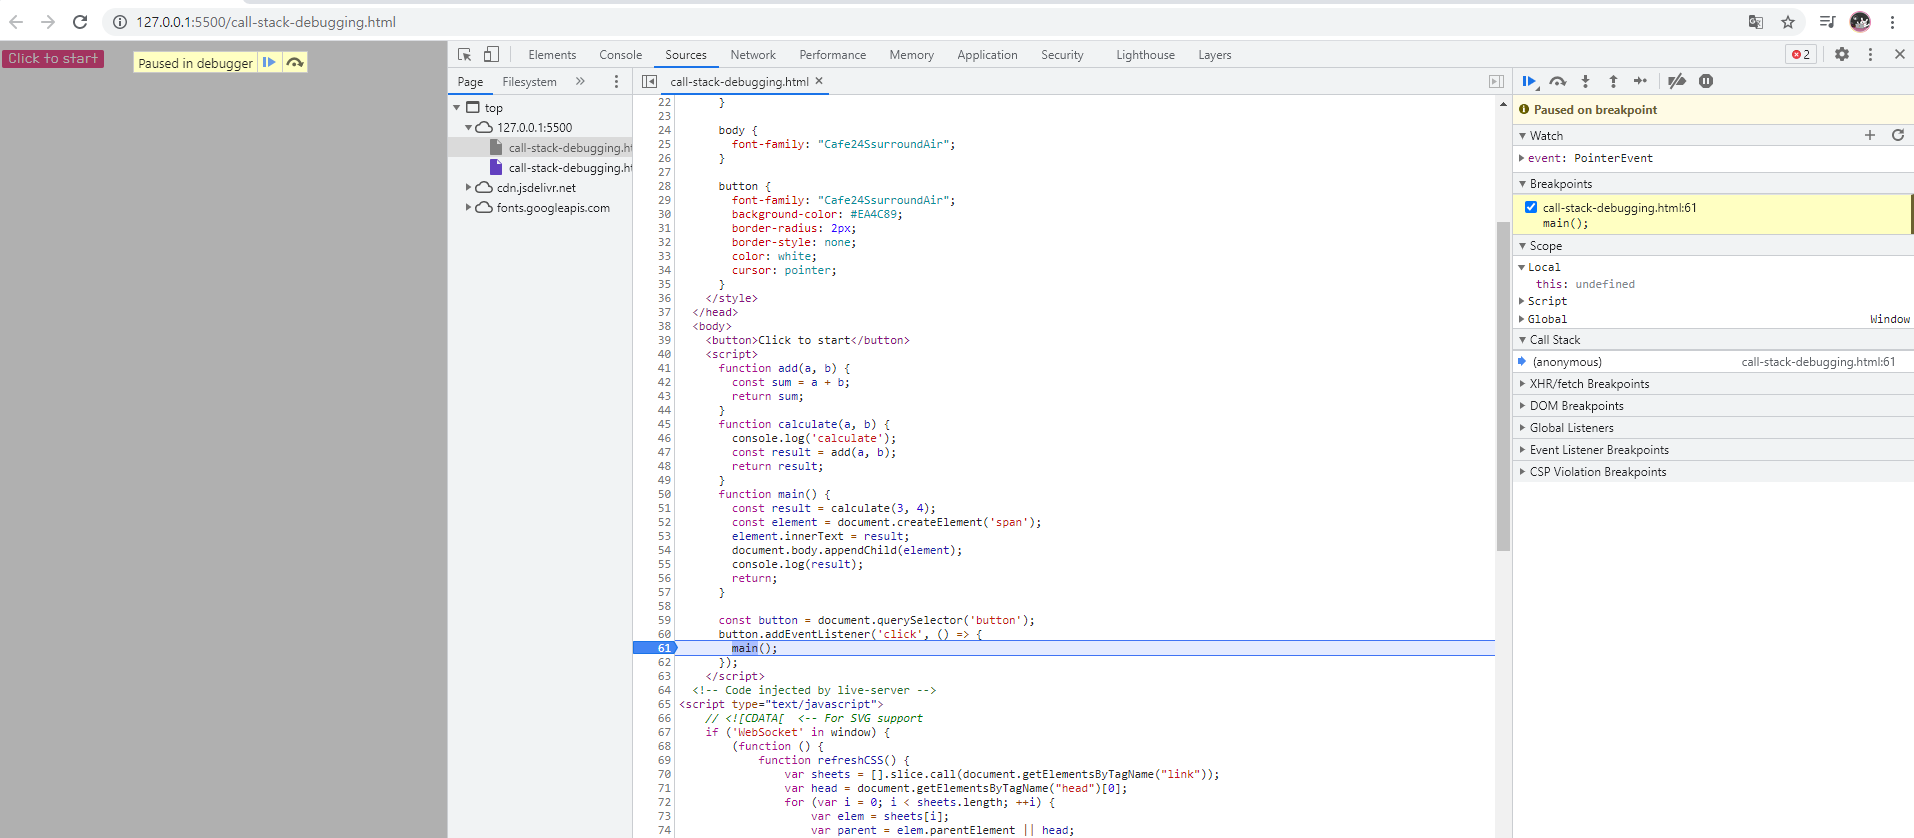 127.0.0.1:5500/call-stack-debugging.html
Click to start
Paused in debugger
Elements Console Sources Network Performance Memory Application Security Lighthouse Layers 2
Page Filesystem »
call-stack-debugging.html ×
top
127.0.0.1:5500
call-stack-debugging.ht
call-stack-debugging.ht
cdn.jsdelivr.net
fonts.googleapis.com
22 }
23
24 body {
25 font-family: "Cafe24SsurroundAir";
26 }
27
28 button {
29 font-family: "Cafe24SsurroundAir";
30 background-color: #EA4C89;
31 border-radius: 2px;
32 border-style: none;
33 color: white;
34 cursor: pointer;
35 }
36 </style>
37 </head>
38 <body>
39 <button>Click to start</button>
40 <script>
41 function add(a, b) {
42 const sum = a + b;
43 return sum;
44 }
45 function calculate(a, b) {
46 console.log('calculate');
47 const result = add(a, b);
48 return result;
49 }
50 function main() {
51 const result = calculate(3, 4);
52 const element = document.createElement('span');
53 element.innerText = result;
54 document.body.appendChild(element);
55 console.log(result);
56 return;
57 }
58
59 const button = document.querySelector('button');
60 button.addEventListener('click', () => {
61 main();
62 });
63 </script>
64 <!-- Code injected by live-server -->
65 <script type="text/javascript">
66 // <![CDATA[ <-- For SVG support
67 if ('WebSocket' in window) {
68 (function () {
69 function refreshCSS() {
70 var sheets = [].slice.call(document.getElementsByTagName("link"));
71 var head = document.getElementsByTagName("head")[0];
72 for (var i = 0; i < sheets.length; ++i) {
73 var elem = sheets[i];
74 var parent = elem.parentElement || head;
Paused on breakpoint
Watch
event: PointerEvent
Breakpoints
call-stack-debugging.html:61
main();
Scope
Local
this: undefined
Script
Global Window
Call Stack
(anonymous) call-stack-debugging.html:61
XHR/fetch Breakpoints
DOM Breakpoints
Global Listeners
Event Listener Breakpoints
CSP Violation Breakpoints